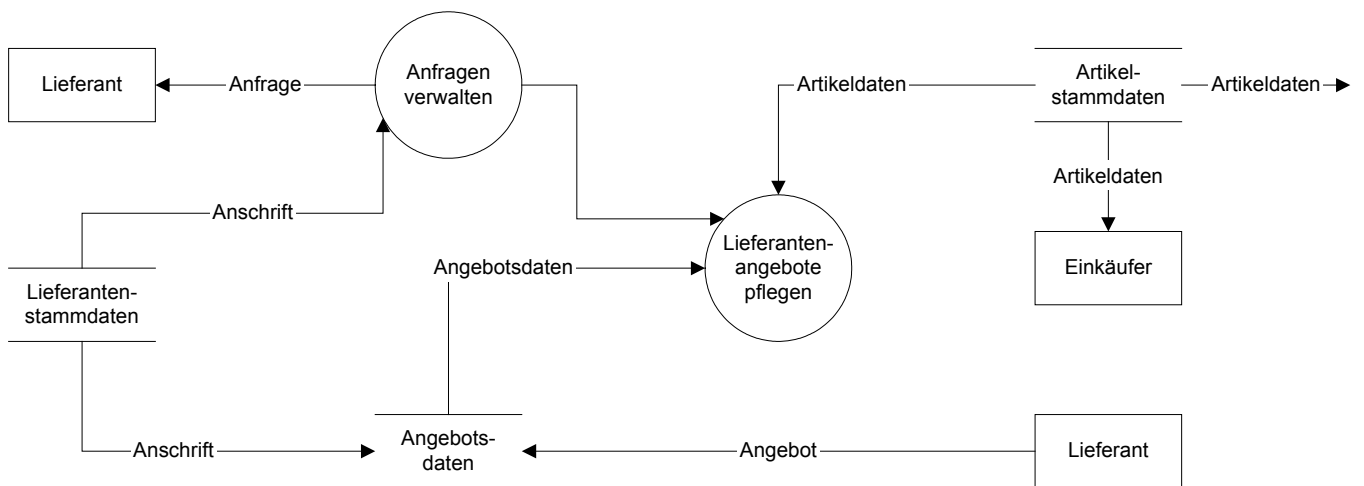 Lieferant
Anfrage
Anfragen
verwalten
Artikeldaten
Artikel-
stammdaten
Artikeldaten
Artikeldaten
Anschrift
Lieferanten-
angebote
pflegen
Angebotsdaten
Einkäufer
Lieferanten-
stammdaten
Anschrift
Angebots-
daten
Angebot
Lieferant